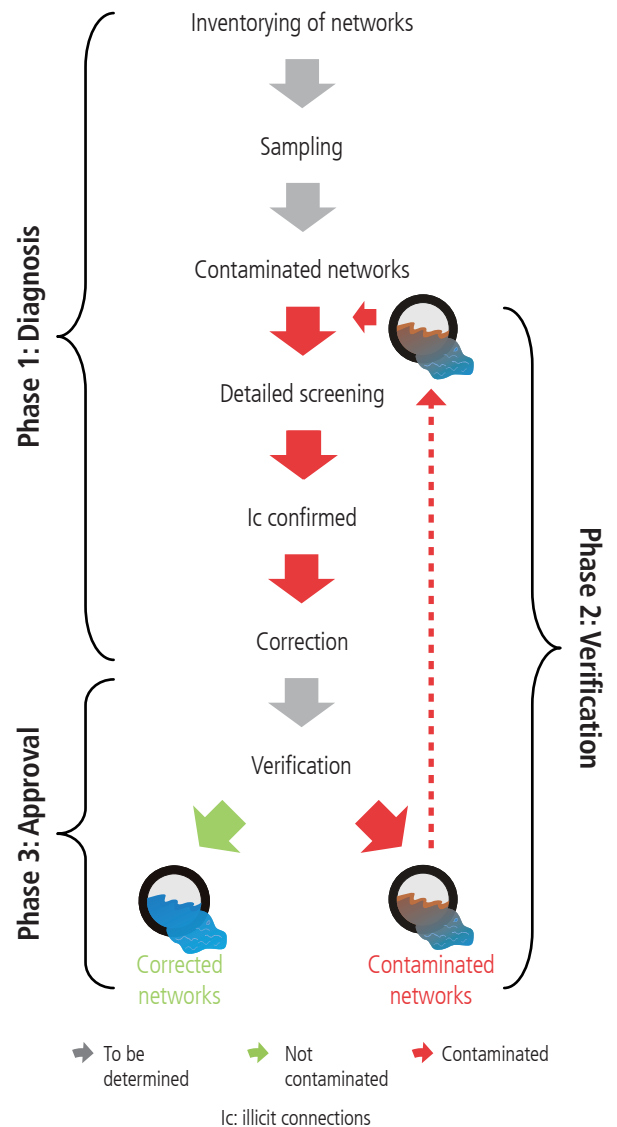 Inventorying of networks
Sampling
Contaminated networks
Detailed screening
Ic confirmed
Correction
Verification
Phase 1: Diagnosis
Phase 2: Verification
Phase 3: Approval
Corrected
networks
Contaminated
networks
To be
determined
Not
contaminated
Contaminated
Ic: illicit connections